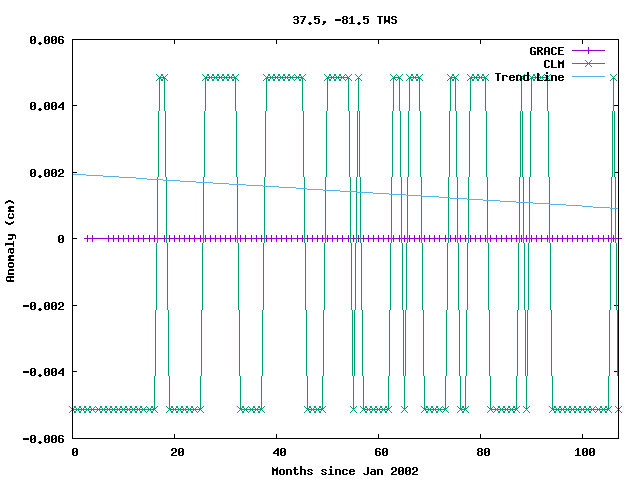 37.5, -81.5 TWS
GRACE
CLM
Trend Line
0.006
0.004
0.002
0
-0.002
-0.004
-0.006
Anomaly (cm)
0 20 40 60 80 100
Months since Jan 2002